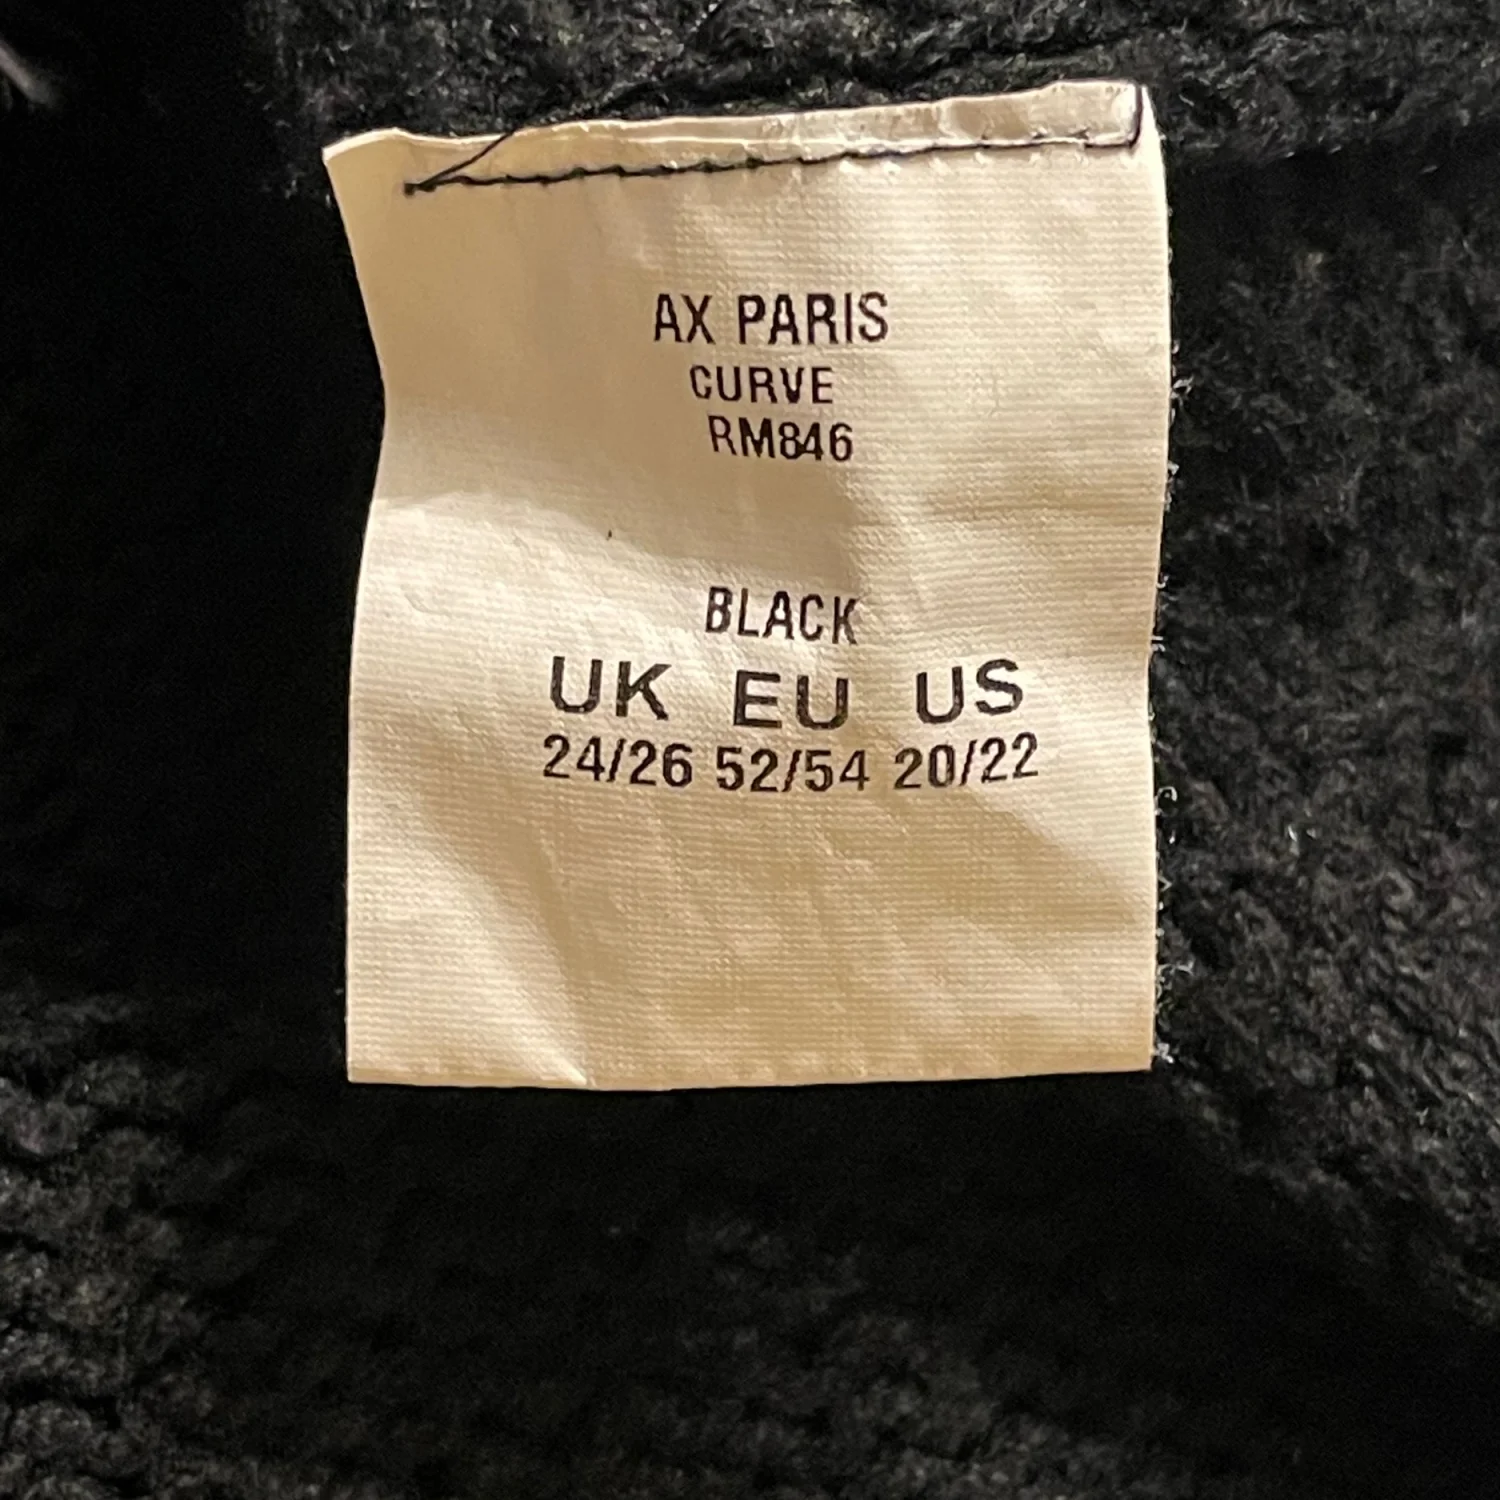 AX PARIS
CURVE
RM846
BLACK
UK EU US
24/26 52/54 20/22